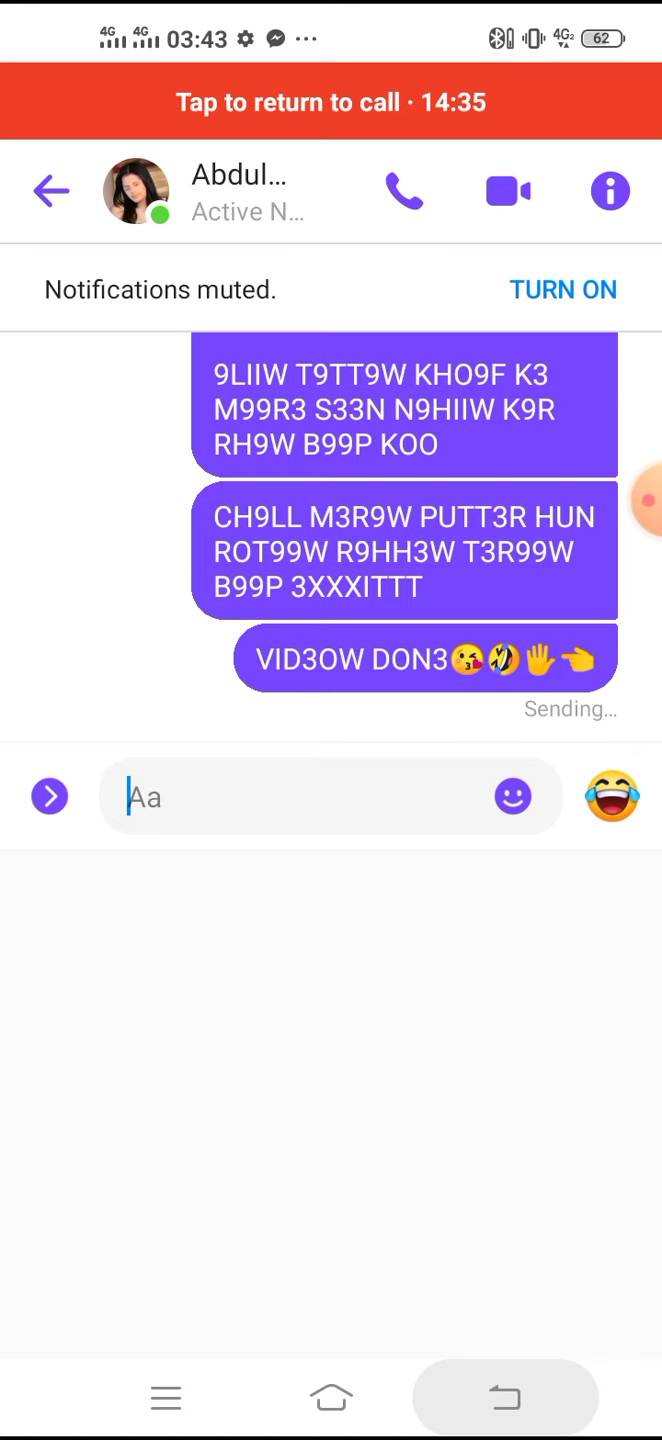 4G 4G 03:43 ... 4G2 62
Tap to return to call · 14:35
Abdul...
Active N...
Notifications muted. TURN ON
9LIIW T9TT9W KHO9F K3
M99R3 S33N N9HIIW K9R
RH9W B99P KOO
CH9LL M3R9W PUTT3R HUN
ROT99W R9HH3W T3R99W
B99P 3XXXITTT
VID3OW DON3😘🤣🖐👈
Sending...
Aa